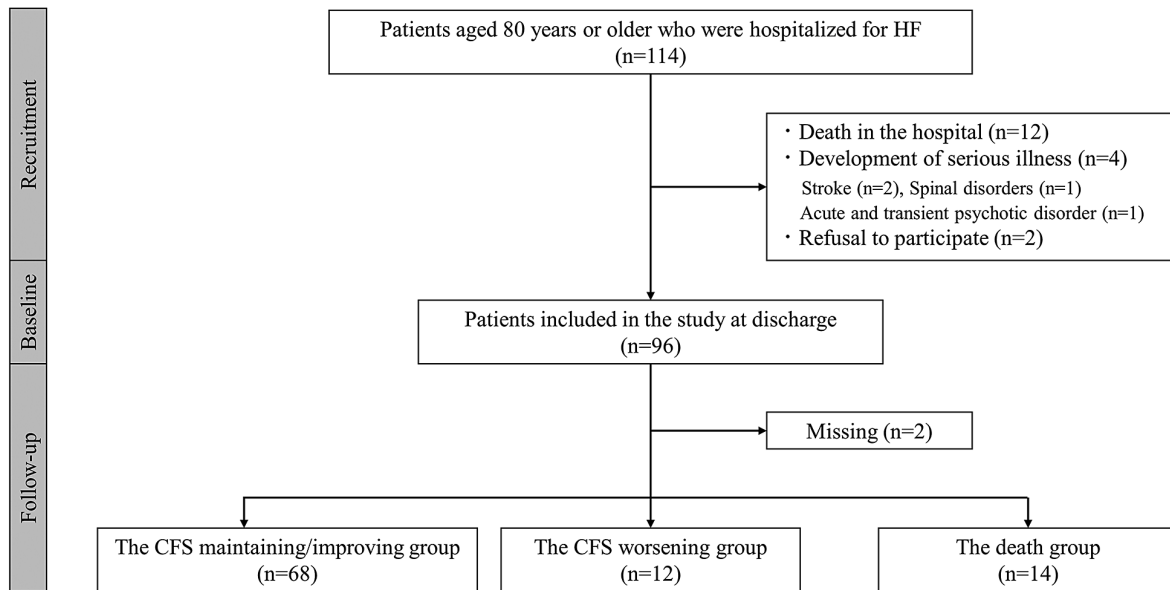 Recruitment
Patients aged 80 years or older who were hospitalized for HF
(n=114)
・Death in the hospital (n=12)
・Development of serious illness (n=4)
Stroke (n=2), Spinal disorders (n=1)
Acute and transient psychotic disorder (n=1)
・Refusal to participate (n=2)
Baseline
Patients included in the study at discharge
(n=96)
Follow-up
Missing (n=2)
The CFS maintaining/improving group
(n=68)
The CFS worsening group
(n=12)
The death group
(n=14)